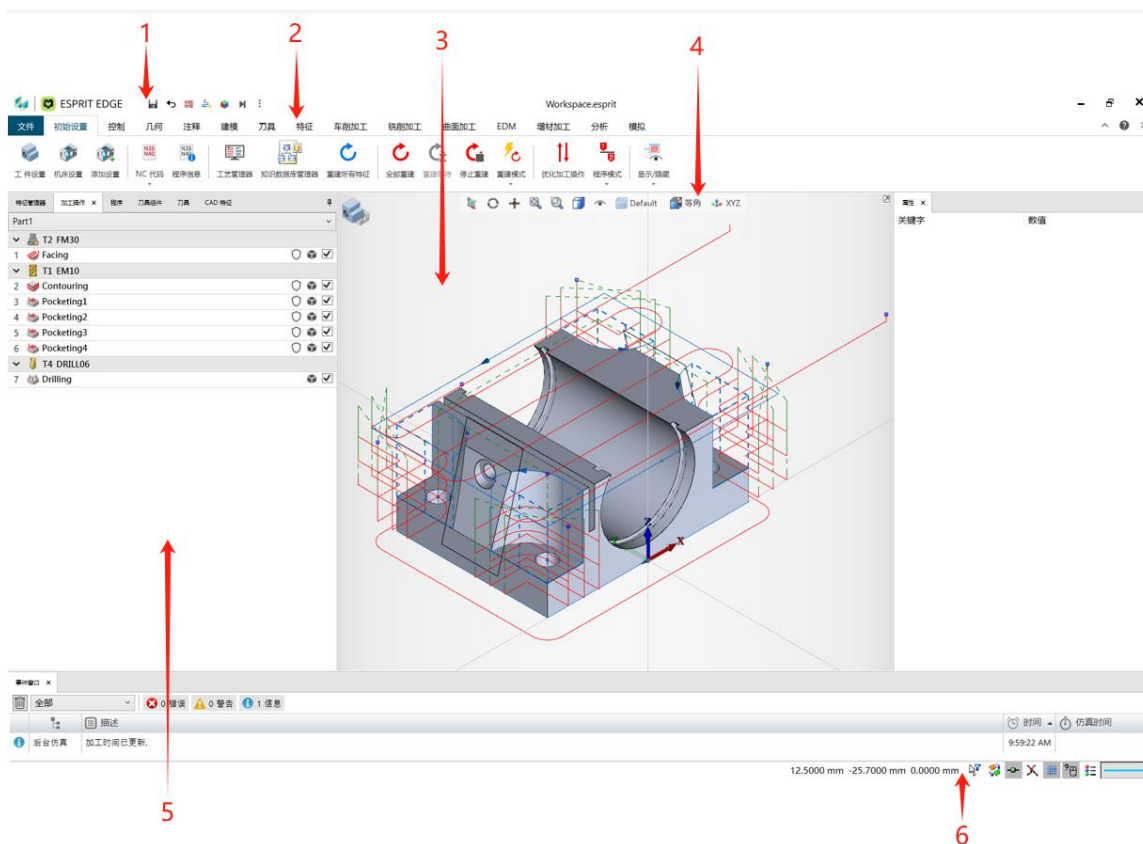 1 2 3 4
ESPRIT EDGE
Workspace.esprit
文件 初始设置 控制 几何 注释 建模 刀具 特征 车削加工 铣削加工 曲面加工 EDM 增材加工 分析 模拟
工件设置 机床设置 添加设置 NC 代码 程序信息 工艺管理器 知识数据库管理器 重建所有特征 全部重建 停止重建 重建模式 优化加工操作 程序模式 显示/隐藏
特征管理器 加工操作 × 程序 刀具组件 刀具 CAD-特征
Default 等角 XYZ
属性 ×
Part1
关键字 数值
T2 FM30
1 Facing
T1 EM10
2 Contouring
3 Pocketing1
4 Pocketing2
5 Pocketing3
6 Pocketing4
T4 DRILL06
7 Drilling
Z
X
事件窗口 ×
全部 0 错误 0 警告 1 信息
描述 时间 仿真时间
后台仿真 加工时间已更新. 9:59:22 AM
12.5000 mm -25.7000 mm 0.0000 mm
5
6